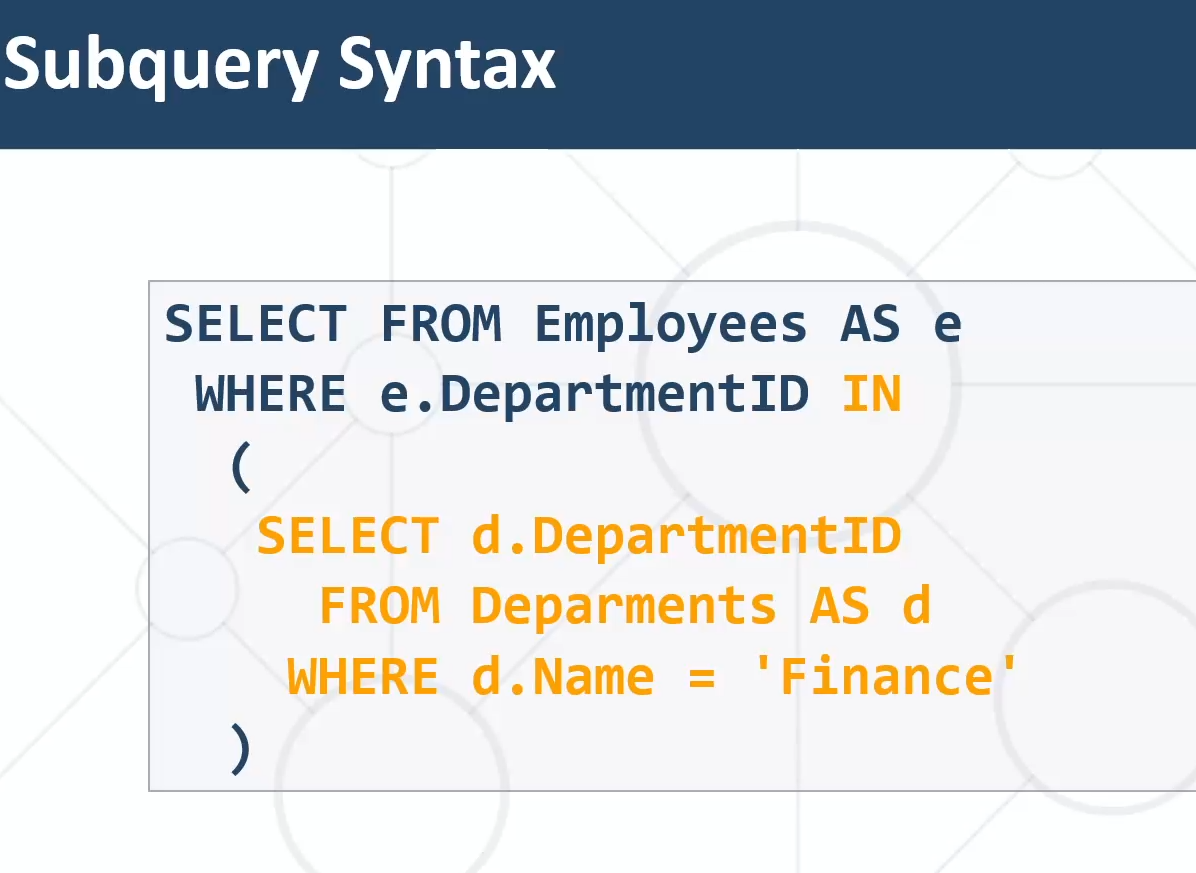 Subquery Syntax
SELECT FROM Employees AS e
WHERE e.DepartmentID IN
(
SELECT d.DepartmentID
FROM Deparments AS d
WHERE d.Name = 'Finance'
)